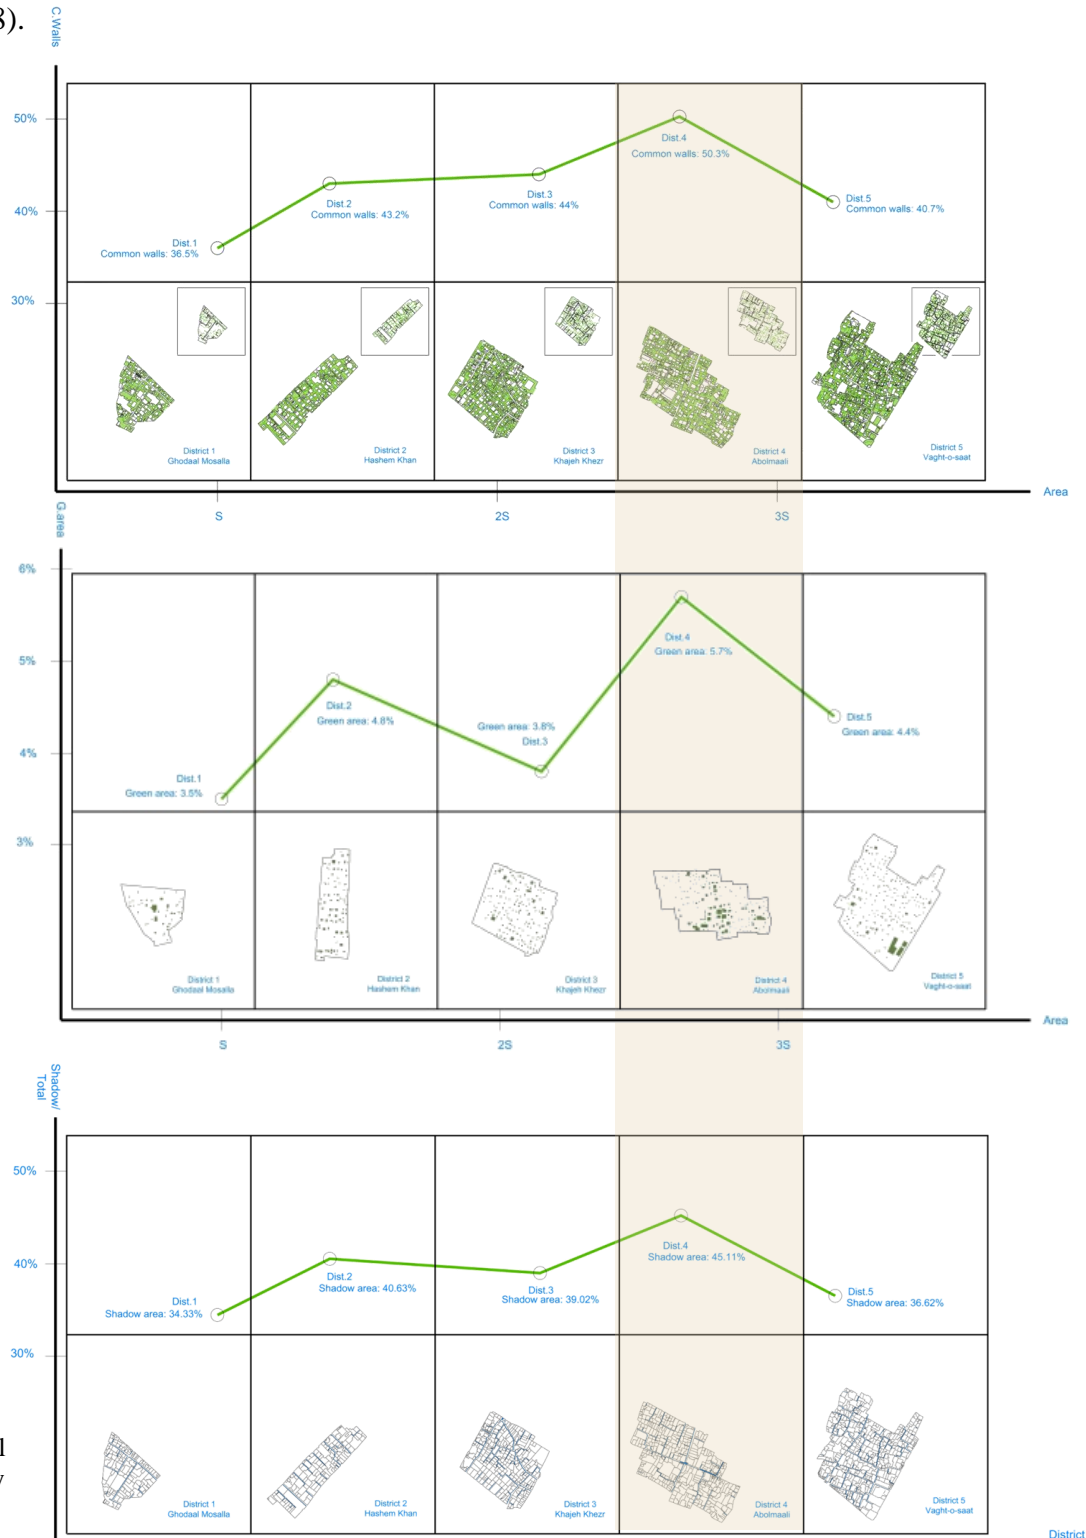 8).
C.Walls
50%
Dist.4
Common walls: 50.3%
Dist.3
Common walls: 44%
Dist.2
Common walls: 43.2%
Dist.5
Common walls: 40.7%
40%
Dist.1
Common walls: 36.5%
30%
District 1
Ghodaal Mosalla
District 2
Hashem Khan
District 3
Khajeh Khezr
District 4
Abolmaali
District 5
Vaght-o-saat
Area
S
2S
3S
G.area
6%
5%
Dist.4
Green area: 5.7%
Dist.2
Green area: 4.8%
Green area: 3.8%
Dist.3
Dist.5
Green area: 4.4%
4%
Dist.1
Green area: 3.5%
3%
District 1
Ghodaal Mosalla
District 2
Hashem Khan
District 3
Khajeh Khezr
District 4
Abolmaali
District 5
Vaght-o-saat
Area
S
2S
3S
Shadow/
Total
50%
Dist.4
Shadow area: 45.11%
40%
Dist.2
Shadow area: 40.63%
Dist.3
Shadow area: 39.02%
Dist.5
Shadow area: 36.62%
Dist.1
Shadow area: 34.33%
30%
l
y
District 1
Ghodaal Mosalla
District 2
Hashem Khan
District 3
Khajeh Khezr
District 4
Abolmaali
District 5
Vaght-o-saat
District